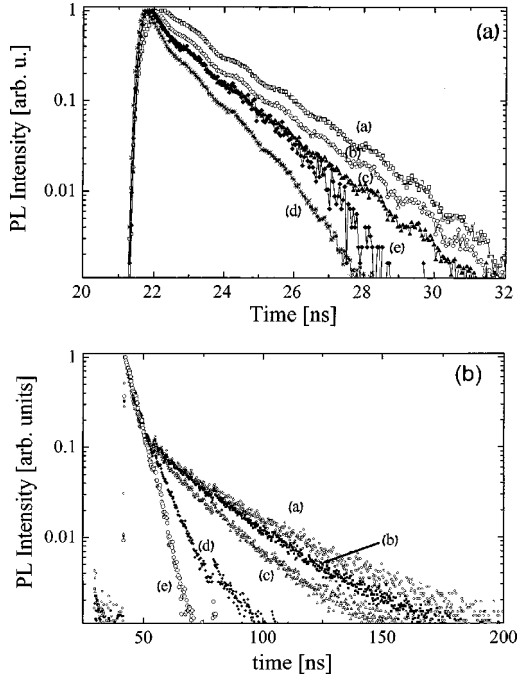 (a)
PL Intensity [arb. u.]
1
0.1
0.01
(a)
(b)
(c)
(d)
(e)
20 22 24 26 28 30 32
Time [ns]
(b)
PL Intensity [arb. units]
1
0.1
0.01
(a)
(b)
(c)
(d)
(e)
50 100 150 200
time [ns]